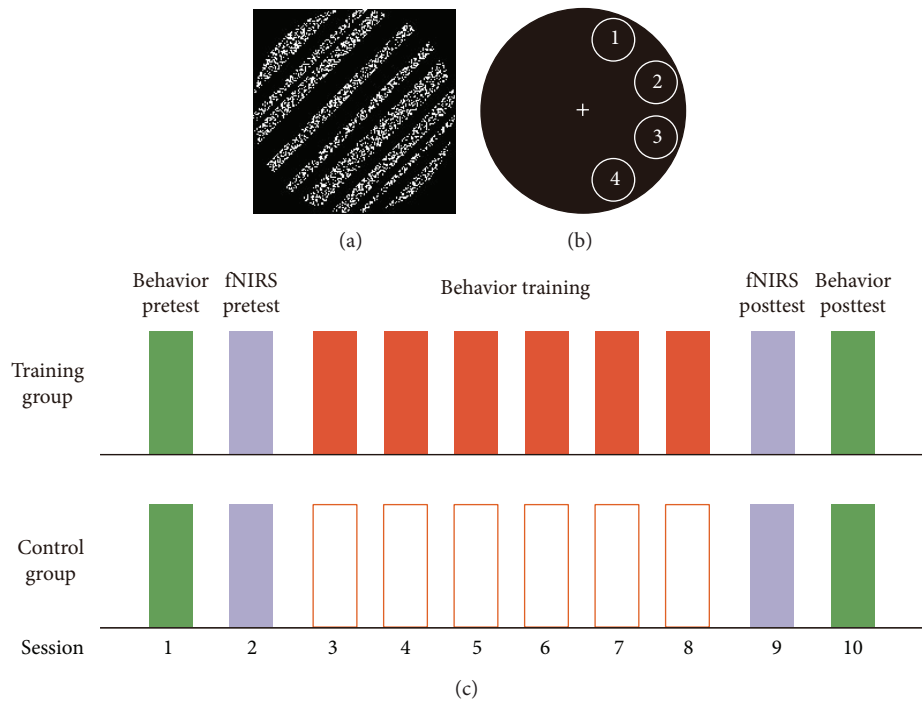 1
2
3
4
+
(a)
(b)
Behavior
pretest
fNIRS
pretest
Behavior training
fNIRS
posttest
Behavior
posttest
Training
group
Control
group
Session 1 2 3 4 5 6 7 8 9 10
(c)